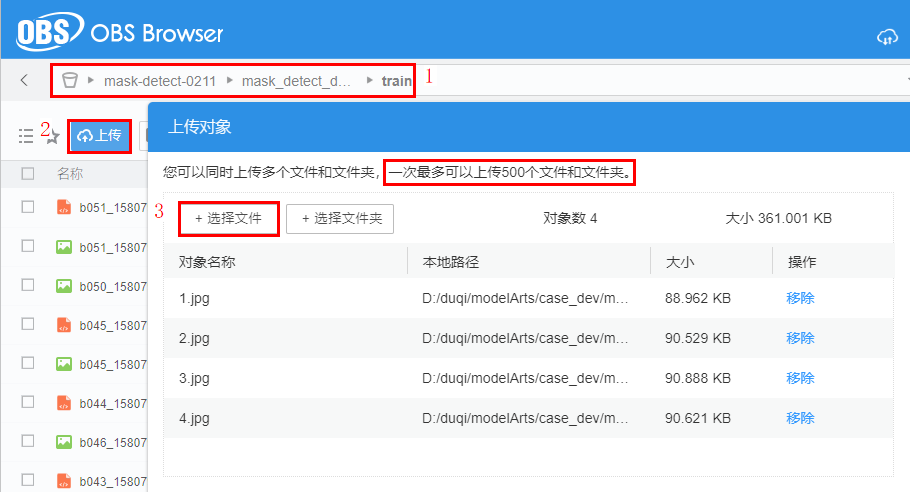 OBS OBS Browser
mask-detect-0211 mask_detect_d... train 1
2 上传
上传对象
您可以同时上传多个文件和文件夹，一次最多可以上传500个文件和文件夹。
3 + 选择文件 + 选择文件夹 对象数 4 大小 361.001 KB
名称
b051_15807
b051_15807
b050_15807
b045_15807
b045_15807
b044_15807
b046_15807
b043_15807
对象名称 本地路径 大小 操作
1.jpg D:/duqi/modelArts/case_dev/m... 88.962 KB 移除
2.jpg D:/duqi/modelArts/case_dev/m... 90.529 KB 移除
3.jpg D:/duqi/modelArts/case_dev/m... 90.888 KB 移除
4.jpg D:/duqi/modelArts/case_dev/m... 90.621 KB 移除